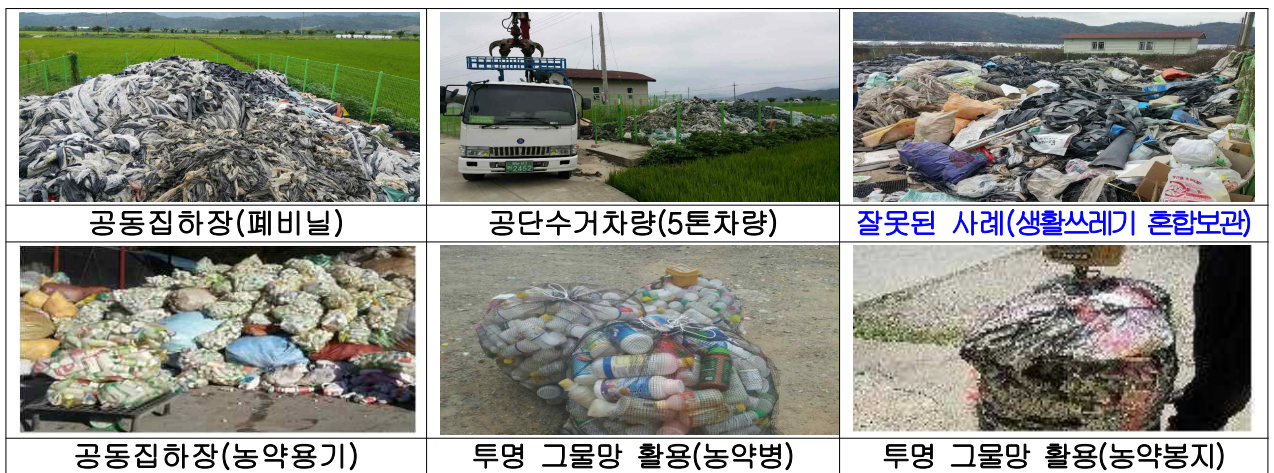 2452
공동집하장(폐비닐)
공단수거차량(5톤차량)
잘못된 사례(생활쓰레기 혼합보관)
공동집하장(농약용기)
투명 그물망 활용(농약병)
투명 그물망 활용(농약봉지)